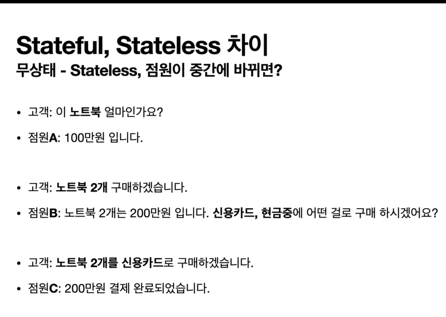 Stateful, Stateless 차이
무상태 - Stateless, 점원이 중간에 바뀌면?
• 고객: 이 노트북 얼마인가요?
• 점원A: 100만원 입니다.
• 고객: 노트북 2개 구매하겠습니다.
• 점원B: 노트북 2개는 200만원 입니다. 신용카드, 현금중에 어떤 걸로 구매 하시겠어요?
• 고객: 노트북 2개를 신용카드로 구매하겠습니다.
• 점원C: 200만원 결제 완료되었습니다.